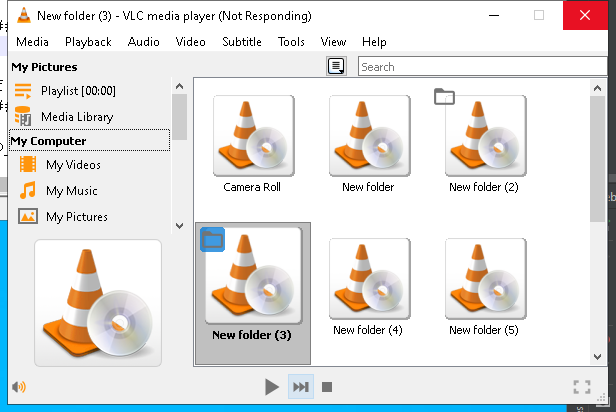 New folder (3) - VLC media player (Not Responding)
Media Playback Audio Video Subtitle Tools View Help
My Pictures
Search
Playlist [00:00]
Media Library
My Computer
My Videos
My Music
My Pictures
Camera Roll
New folder
New folder (2)
New folder (3)
New folder (4)
New folder (5)